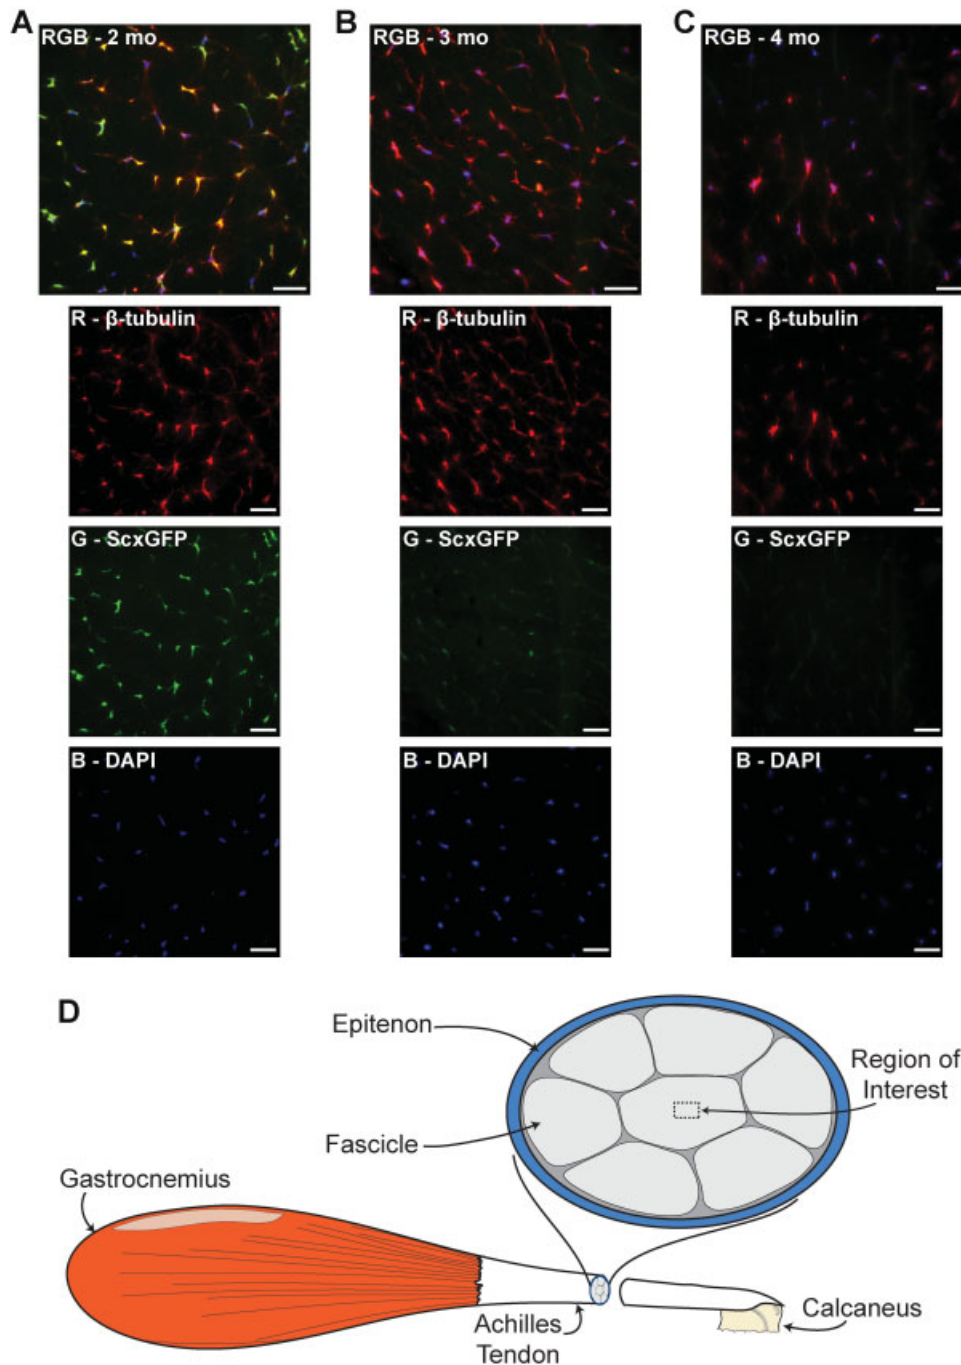 A
RGB - 2 mo
B
RGB - 3 mo
C
RGB - 4 mo
R - β-tubulin
R - β-tubulin
R - β-tubulin
G - ScxGFP
G - ScxGFP
G - ScxGFP
B - DAPI
B - DAPI
B - DAPI
D
Epitenon
Region of
Interest
Fascicle
Gastrocnemius
Achilles
Tendon
Calcaneus